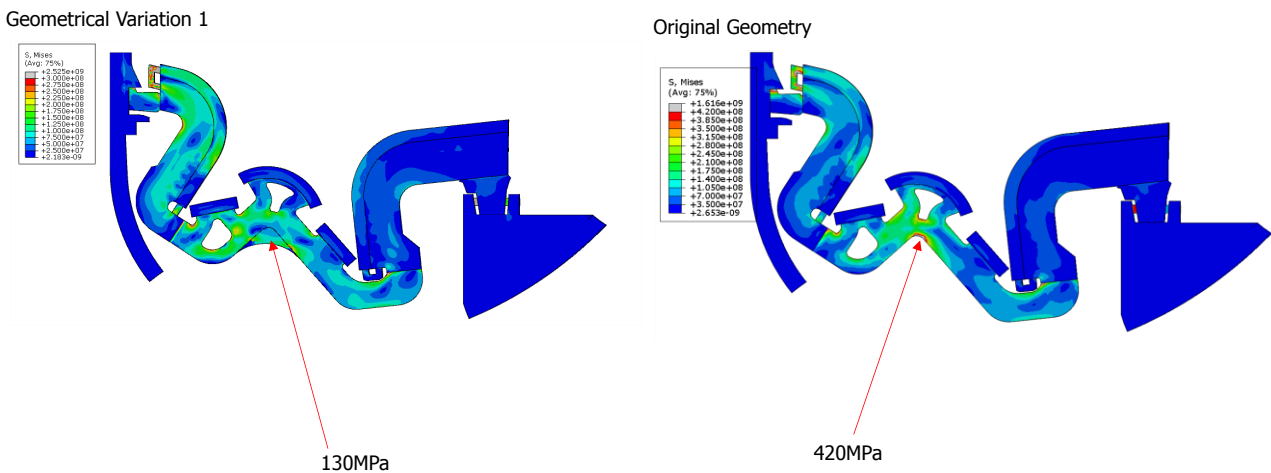 Geometrical Variation 1
S, Mises
(Avg: 75%)
+2.525e+09
+3.000e+08
+2.750e+08
+2.500e+08
+2.250e+08
+2.000e+08
+1.750e+08
+1.500e+08
+1.250e+08
+1.000e+08
+7.500e+07
+5.000e+07
+2.500e+07
+2.183e-09
130MPa
Original Geometry
S, Mises
(Avg: 75%)
+1.616e+09
+4.200e+08
+3.850e+08
+3.500e+08
+3.150e+08
+2.800e+08
+2.450e+08
+2.100e+08
+1.750e+08
+1.400e+08
+1.050e+08
+7.000e+07
+3.500e+07
+2.653e-09
420MPa